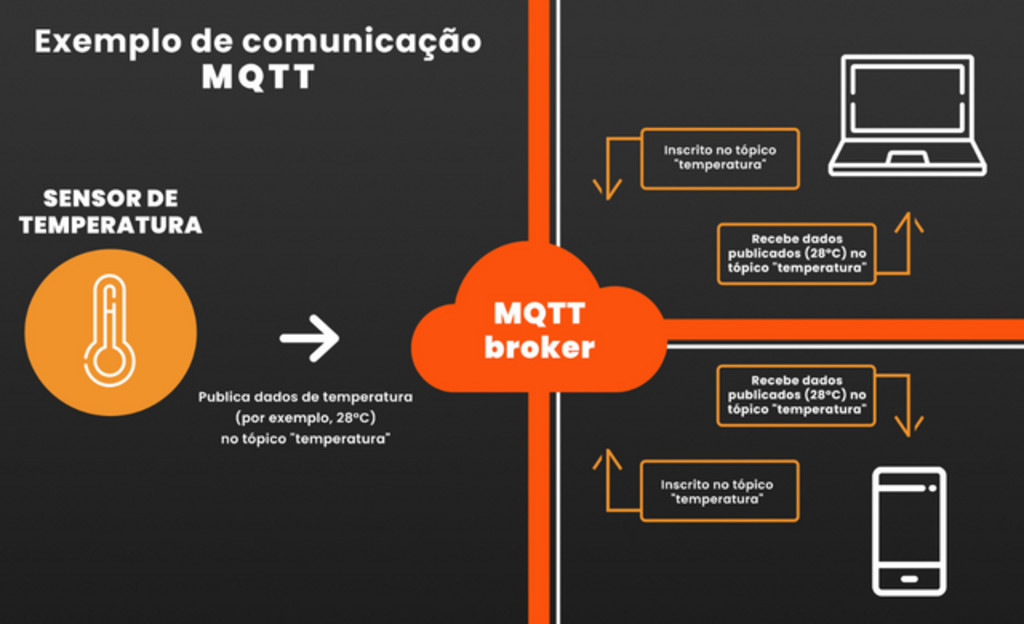 Exemplo de comunicação
MQTT
SENSOR DE
TEMPERATURA
Publica dados de temperatura
(por exemplo, 28ºC)
no tópico "temperatura"
MQTT
broker
Inscrito no tópico
"temperatura"
Recebe dados
publicados (28ºC) no
tópico "temperatura"
Recebe dados
publicados (28ºC) no
tópico "temperatura"
Inscrito no tópico
"temperatura"